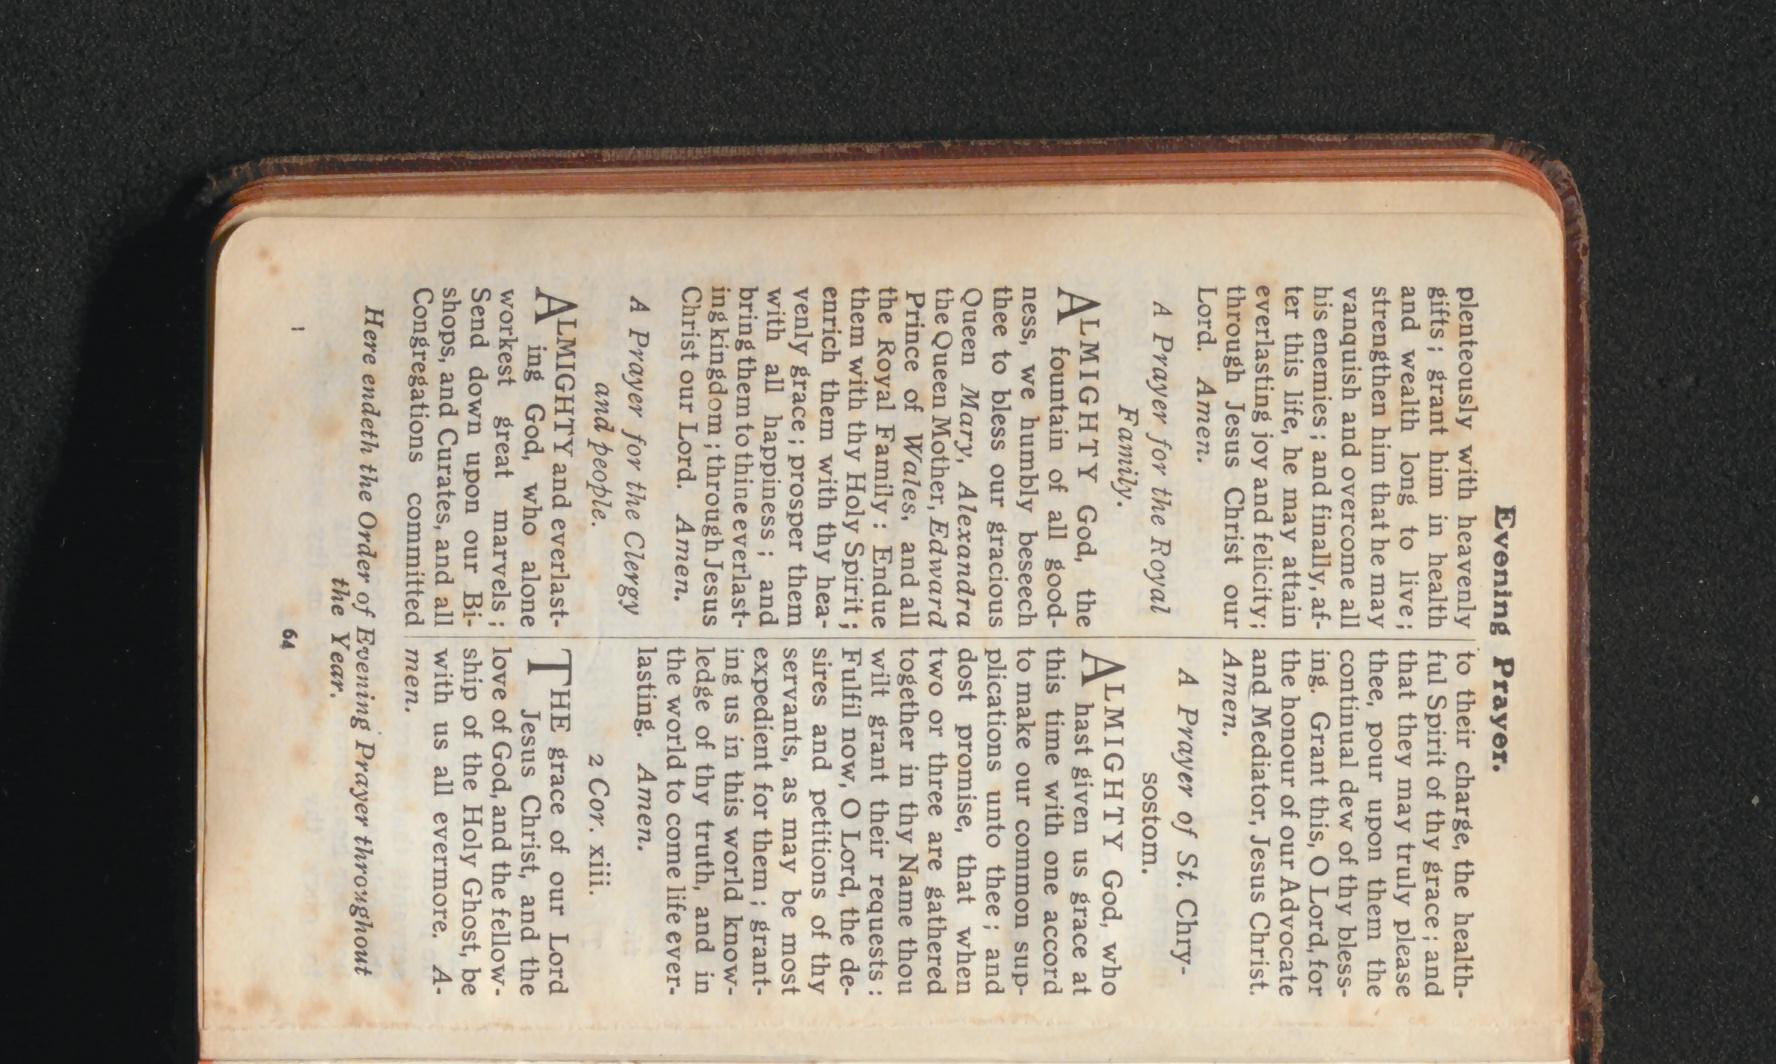 Evening Prayer.
plenteously with heavenly
gifts; grant him in health
and wealth long to live;
strengthen him that he may
vanquish and overcome all
his enemies; and finally, af-
ter this life, he may attain
everlasting joy and felicity;
through Jesus Christ our
Lord. Amen.
A Prayer for the Royal
Family.
ALMIGHTY God, the
fountain of all good-
ness, we humbly beseech
thee to bless our gracious
Queen Mary, Alexandra
the Queen Mother, Edward
Prince of Wales, and all
the Royal Family: Endue
them with thy Holy Spirit;
enrich them with thy hea-
venly grace; prosper them
with all happiness; and
bring them to thine everlast-
ing kingdom; through Jesus
Christ our Lord. Amen.
A Prayer for the Clergy
and people.
ALMIGHTY and everlast-
ing God, who alone
workest great marvels;
Send down upon our Bi-
shops, and Curates, and all
Congregations committed
to their charge, the health-
ful Spirit of thy grace; and
that they may truly please
thee, pour upon them the
continual dew of thy bless-
ing. Grant this, O Lord, for
the honour of our Advocate
and Mediator, Jesus Christ.
Amen.
A Prayer of St. Chry-
sostom.
ALMIGHTY God, who
hast given us grace at
this time with one accord
to make our common sup-
plications unto thee; and
dost promise, that when
two or three are gathered
together in thy Name thou
wilt grant their requests:
Fulfil now, O Lord, the de-
sires and petitions of thy
servants, as may be most
expedient for them; grant-
ing us in this world know-
ledge of thy truth, and in
the world to come life ever-
lasting. Amen.
2 Cor. xiii.
THE grace of our Lord
Jesus Christ, and the
love of God, and the fellow-
ship of the Holy Ghost, be
with us all evermore. A-
men.
Here endeth the Order of Evening Prayer throughout
the Year.
64